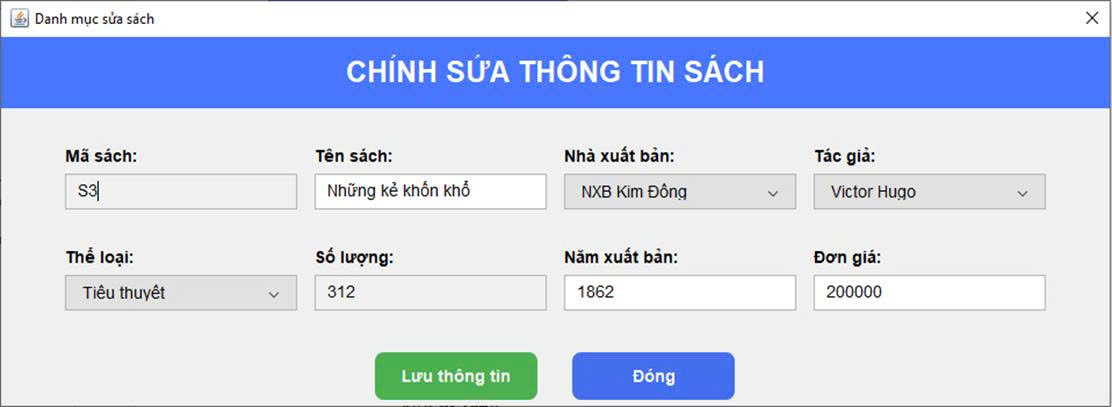 Danh mục sửa sách
CHỈNH SỬA THÔNG TIN SÁCH
Mã sách: Tên sách: Nhà xuất bản: Tác giả:
S3 Những kẻ khốn khổ NXB Kim Đồng Victor Hugo
Thể loại: Số lượng: Năm xuất bản: Đơn giá:
Tiểu thuyết 312 1862 200000
Lưu thông tin Đóng